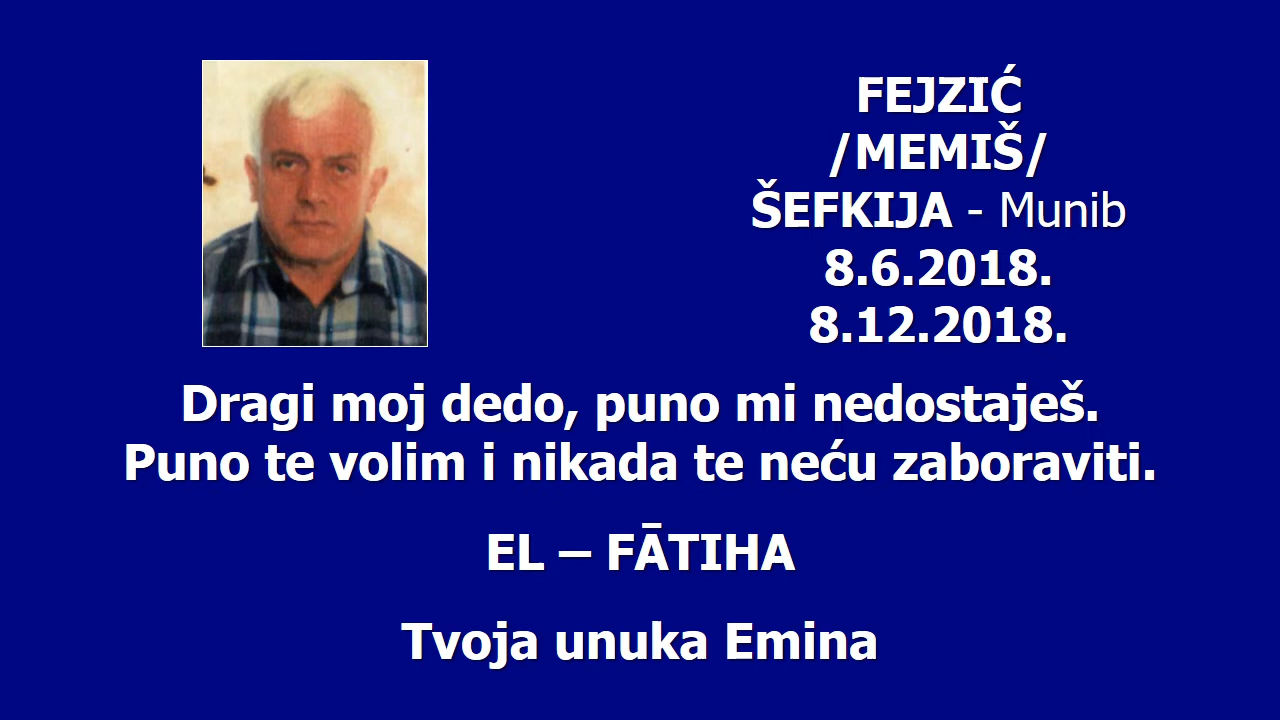 FEJZIĆ
/MEMIŠ/
ŠEFKIJA - Munib
8.6.2018.
8.12.2018.
Dragi moj dedo, puno mi nedostaješ.
Puno te volim i nikada te neću zaboraviti.
EL – FĀTIHA
Tvoja unuka Emina